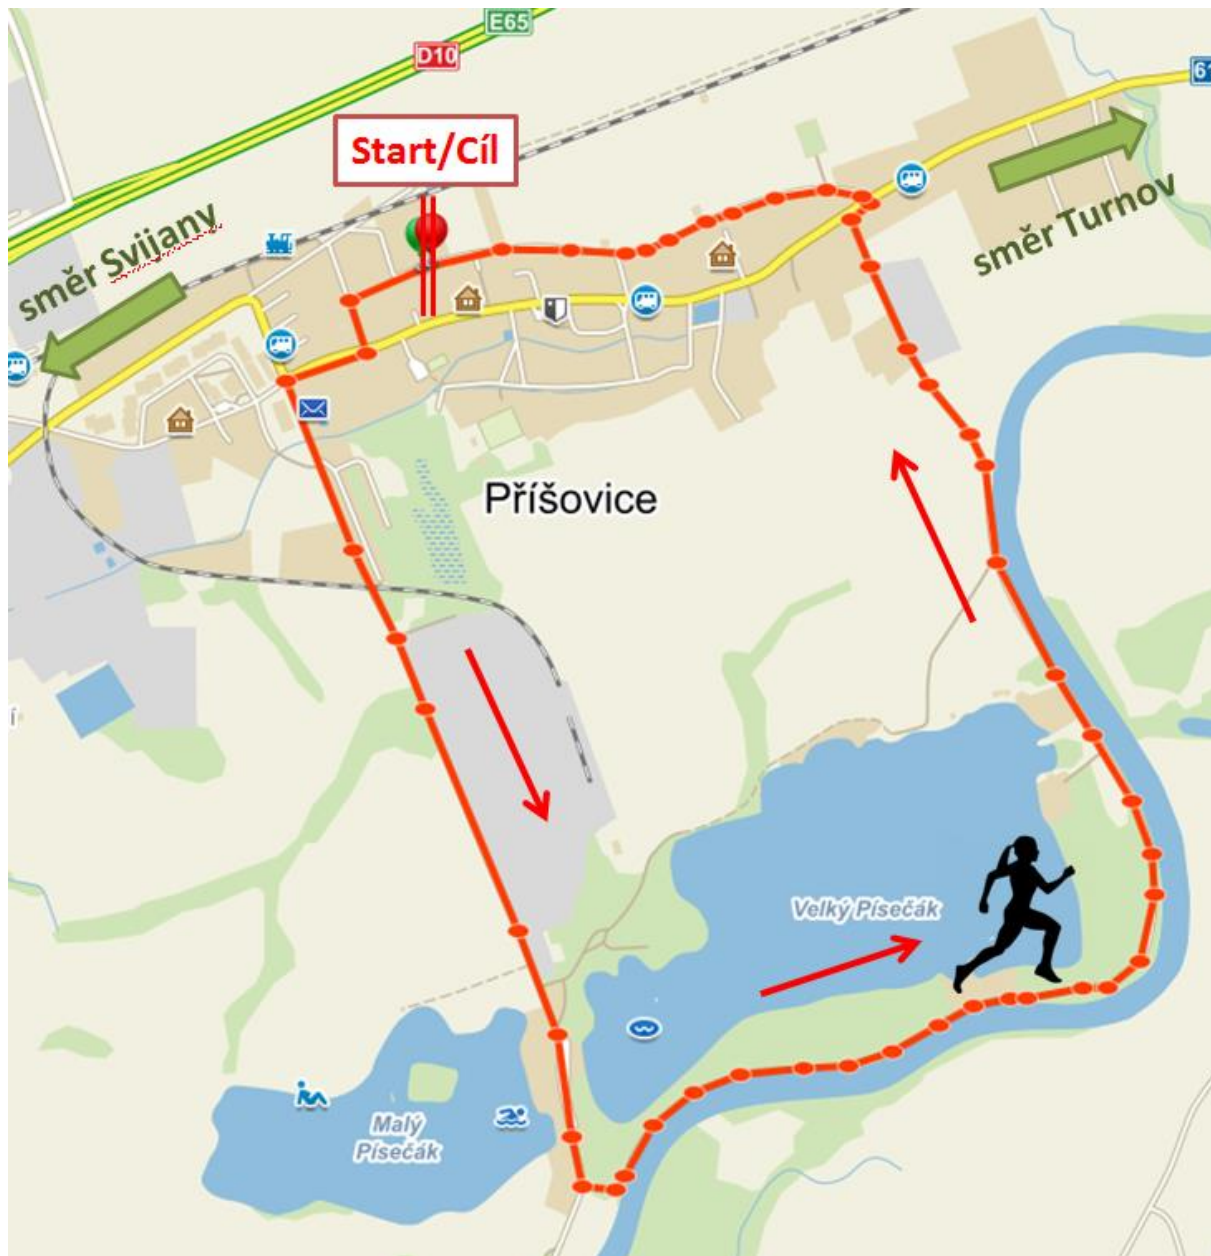 E65
D10
61
Start/Cíl
směr Svijany
směr Turnov
Příšovice
í
Velký Písečák
Malý
Písečák